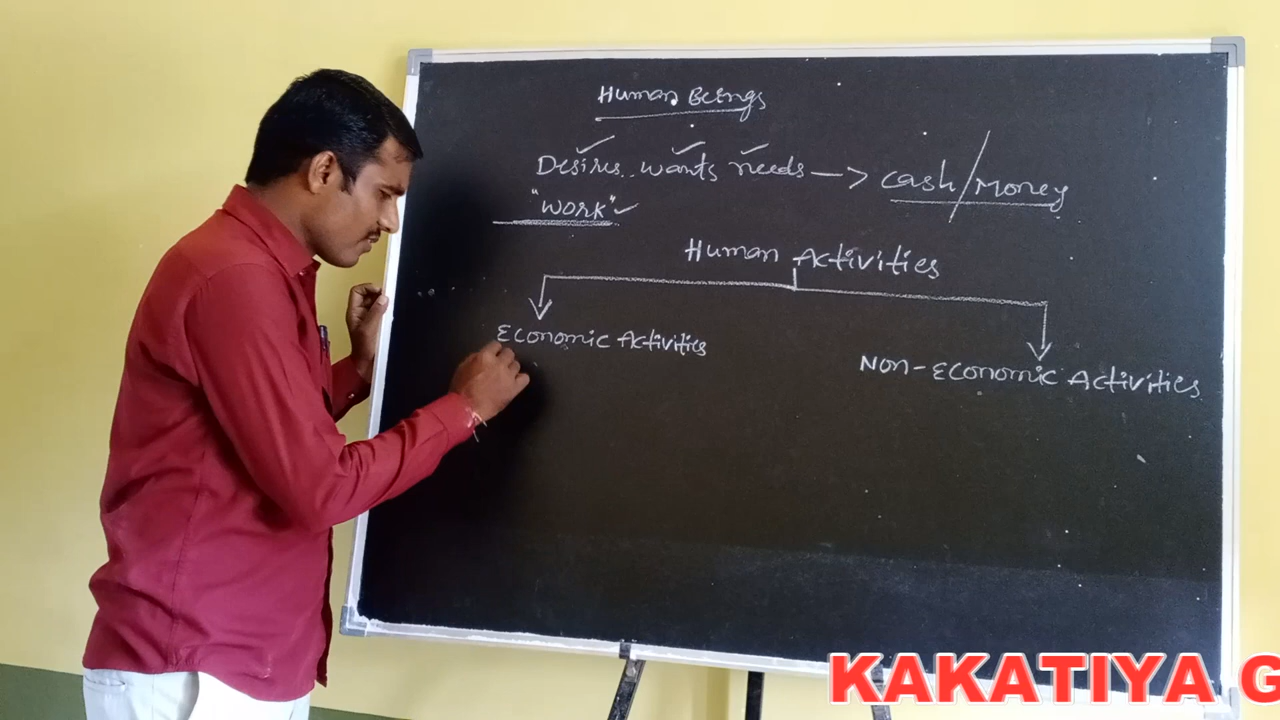 Human Beings
Desires.. wants needs -> cash/Money
"WORK"
Human Activities
Economic Activities
Non-Economic Activities
KAKATIYA G